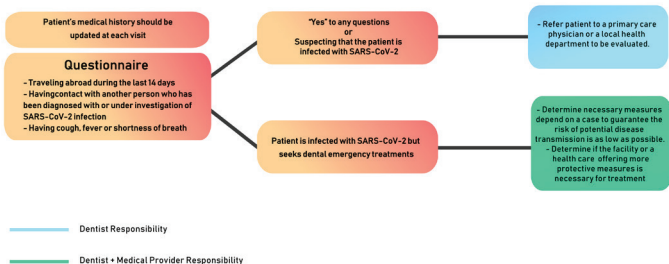 Patient's medical history should be
updated at each visit
Questionnaire
- Traveling abroad during the last 14 days
- Havingcontact with another person who has
been diagnosed with or under investigation of
SARS-CoV-2 infection
- Having cough, fever or shortness of breath
"Yes" to any questions
or
Suspecting that the patient is
infected with SARS-CoV-2
- Refer patient to a primary care
physician or a local health
department to be evaluated.
Patient is infected with SARS-CoV-2 but
seeks dental emergency treatments
- Determine necessary measures
depend on a case to guarantee the
risk of potential disease
transmission is as low as possible.
- Determine if the facility or a
health care offering more
protective measures is
necessary for treatment
Dentist Responsibility
Dentist + Medical Provider Responsibility